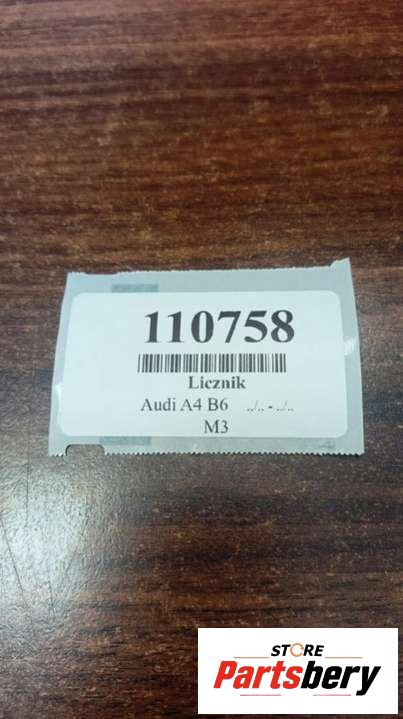 110758
Licznik
Audi A4 B6 ../.. - ../..
M3
STORE
Partsbery